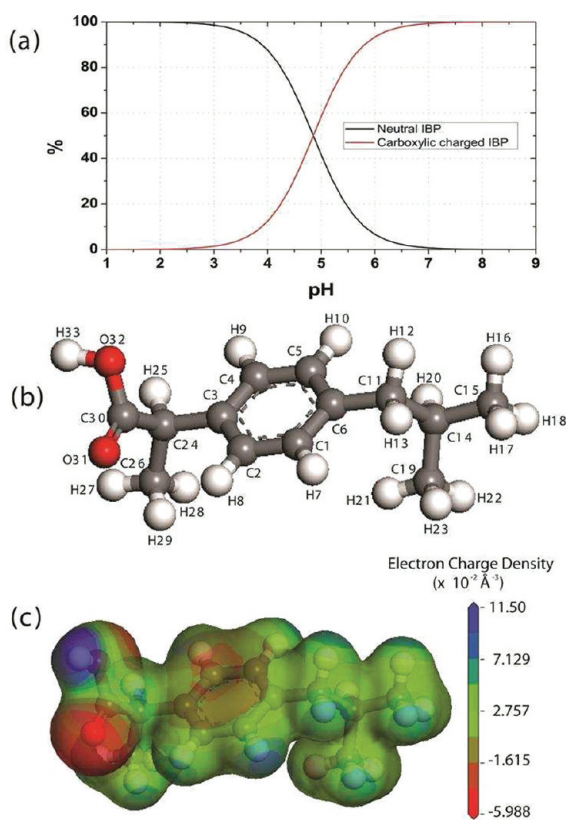 (a)
100
80
60
40
20
0
%
Neutral IBP
Carboxylic charged IBP
1 2 3 4 5 6 7 8 9
pH
(b)
H33
O32
H25
H9
H10
H12
H16
C4
C5
C3
C11
H20
C15
C30
C24
C6
H13
C14
H18
H17
O31
C26
C2
C1
C19
H27
H28
H8
H7
H21
H22
H29
H23
Electron Charge Density
(x 10⁻² Å⁻³)
(c)
11.50
7.129
2.757
-1.615
-5.988